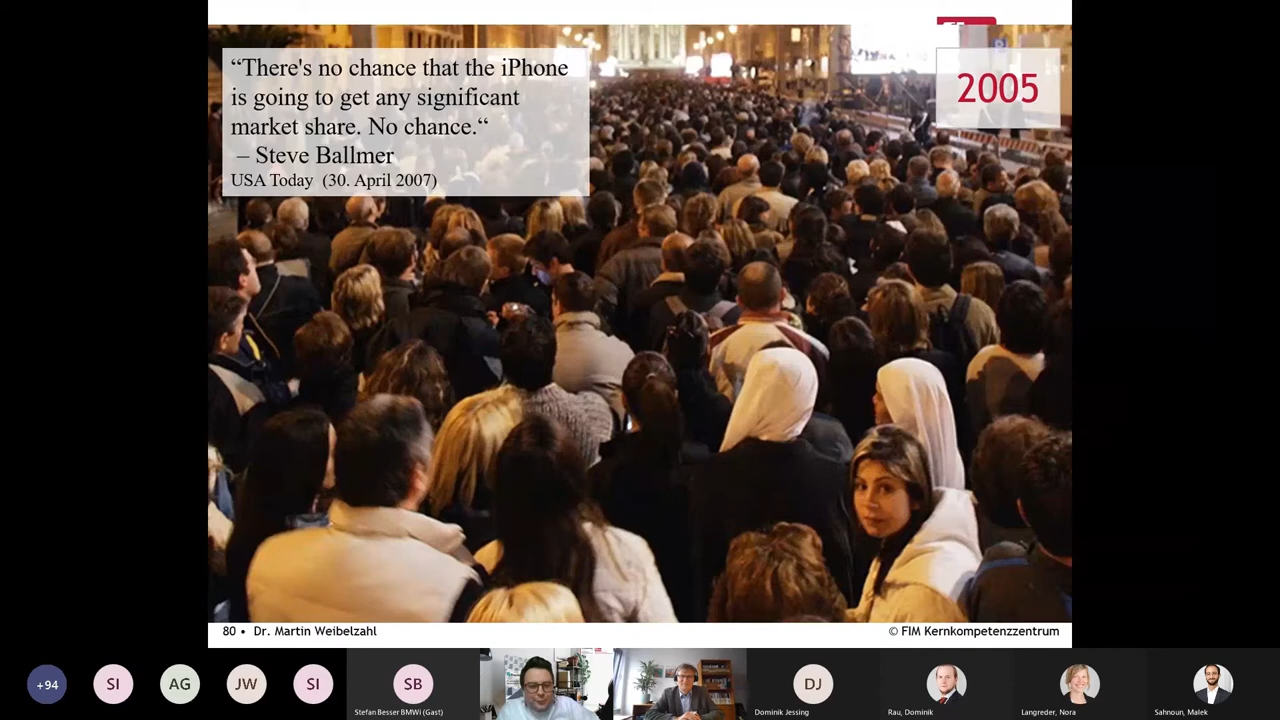 “There's no chance that the iPhone
is going to get any significant
market share. No chance.“
– Steve Ballmer
USA Today (30. April 2007)
2005
80 • Dr. Martin Weibelzahl
© FIM Kernkompetenzzentrum
+94
SI
AG
JW
SI
SB
DJ
Stefan Besser BMWi (Gast)
Dominik Jessing
Rau, Dominik
Langreder, Nora
Sahnoun, Malek